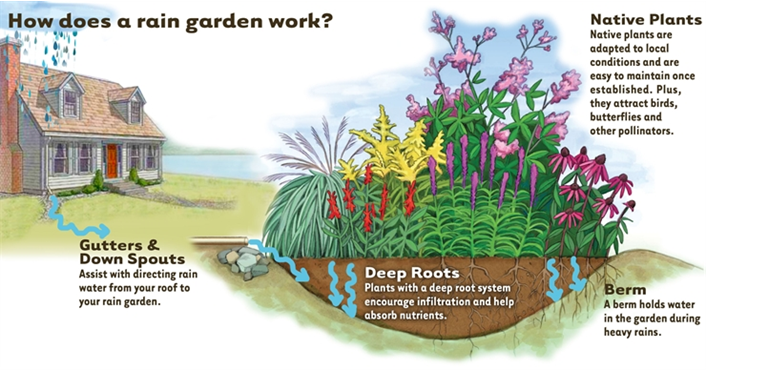 How does a rain garden work?
Native Plants
Native plants are
adapted to local
conditions and are
easy to maintain once
established. Plus,
they attract birds,
butterflies and
other pollinators.
Gutters &
Down Spouts
Assist with directing rain
water from your roof to
your rain garden.
Deep Roots
Plants with a deep root system
encourage infiltration and help
absorb nutrients.
Berm
A berm holds water
in the garden during
heavy rains.